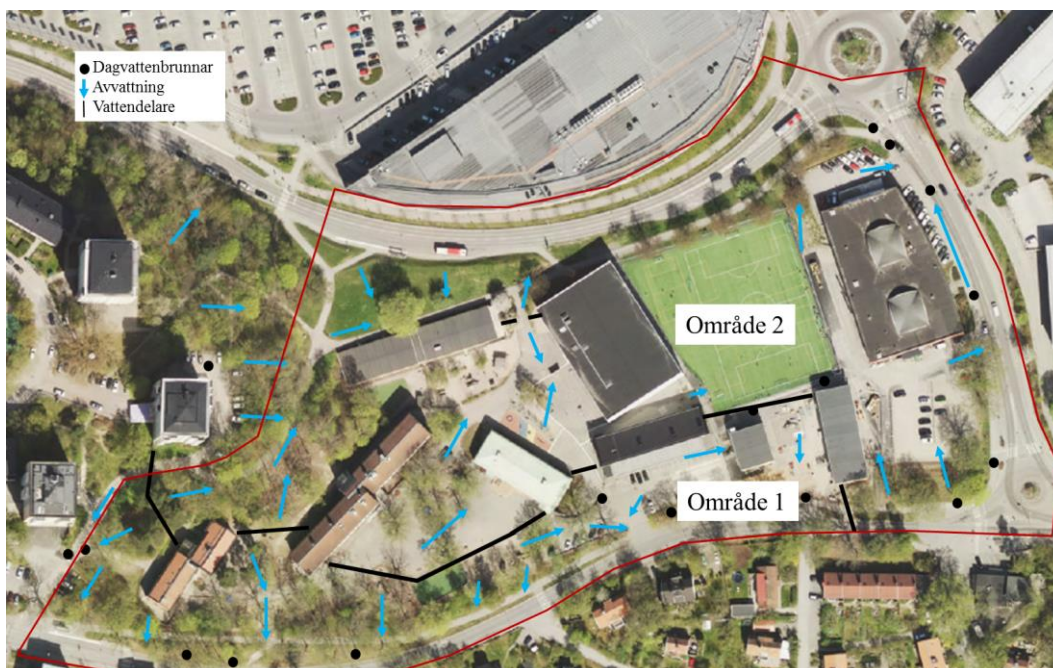 Dagvattenbrunnar
Avvattning
Vattendelare
Område 2
Område 1